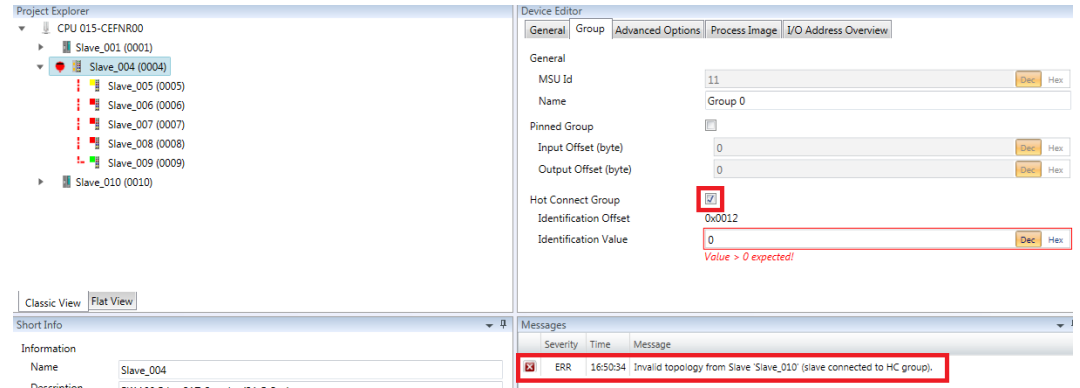 Project Explorer
CPU 015-CEFNR00
Slave_001 (0001)
Slave_004 (0004)
Slave_005 (0005)
Slave_006 (0006)
Slave_007 (0007)
Slave_008 (0008)
Slave_009 (0009)
Slave_010 (0010)
Classic View Flat View
Short Info
Information
Name Slave_004
Description
Device Editor
General Group Advanced Options Process Image I/O Address Overview
General
MSU Id 11 Dec Hex
Name Group 0
Pinned Group
Input Offset (byte) 0 Dec Hex
Output Offset (byte) 0 Dec Hex
Hot Connect Group
Identification Offset 0x0012
Identification Value 0 Dec Hex
Value > 0 expected!
Messages
Severity Time Message
ERR 16:50:34 Invalid topology from Slave 'Slave_010' (slave connected to HC group).